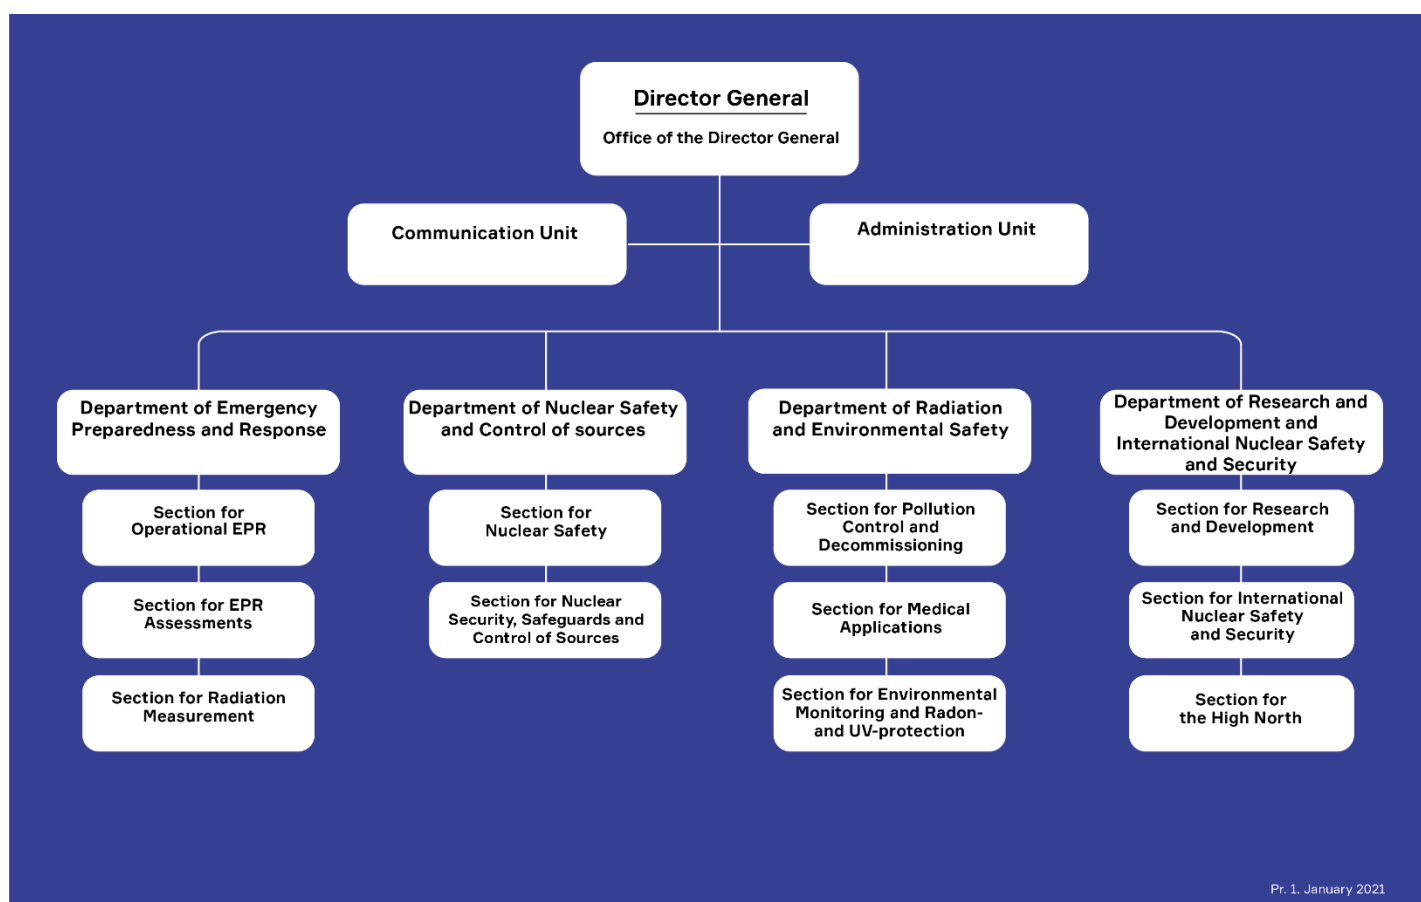 Director General
Office of the Director General
Communication Unit
Administration Unit
Department of Emergency
Preparedness and Response
Section for
Operational EPR
Section for EPR
Assessments
Section for Radiation
Measurement
Department of Nuclear Safety
and Control of sources
Section for
Nuclear Safety
Section for Nuclear
Security, Safeguards and
Control of Sources
Department of Radiation
and Environmental Safety
Section for Pollution
Control and
Decommissioning
Section for Medical
Applications
Section for Environmental
Monitoring and Radon-
and UV-protection
Department of Research and
Development and
International Nuclear Safety
and Security
Section for Research
and Development
Section for International
Nuclear Safety
and Security
Section for
the High North
Pr. 1. January 2021